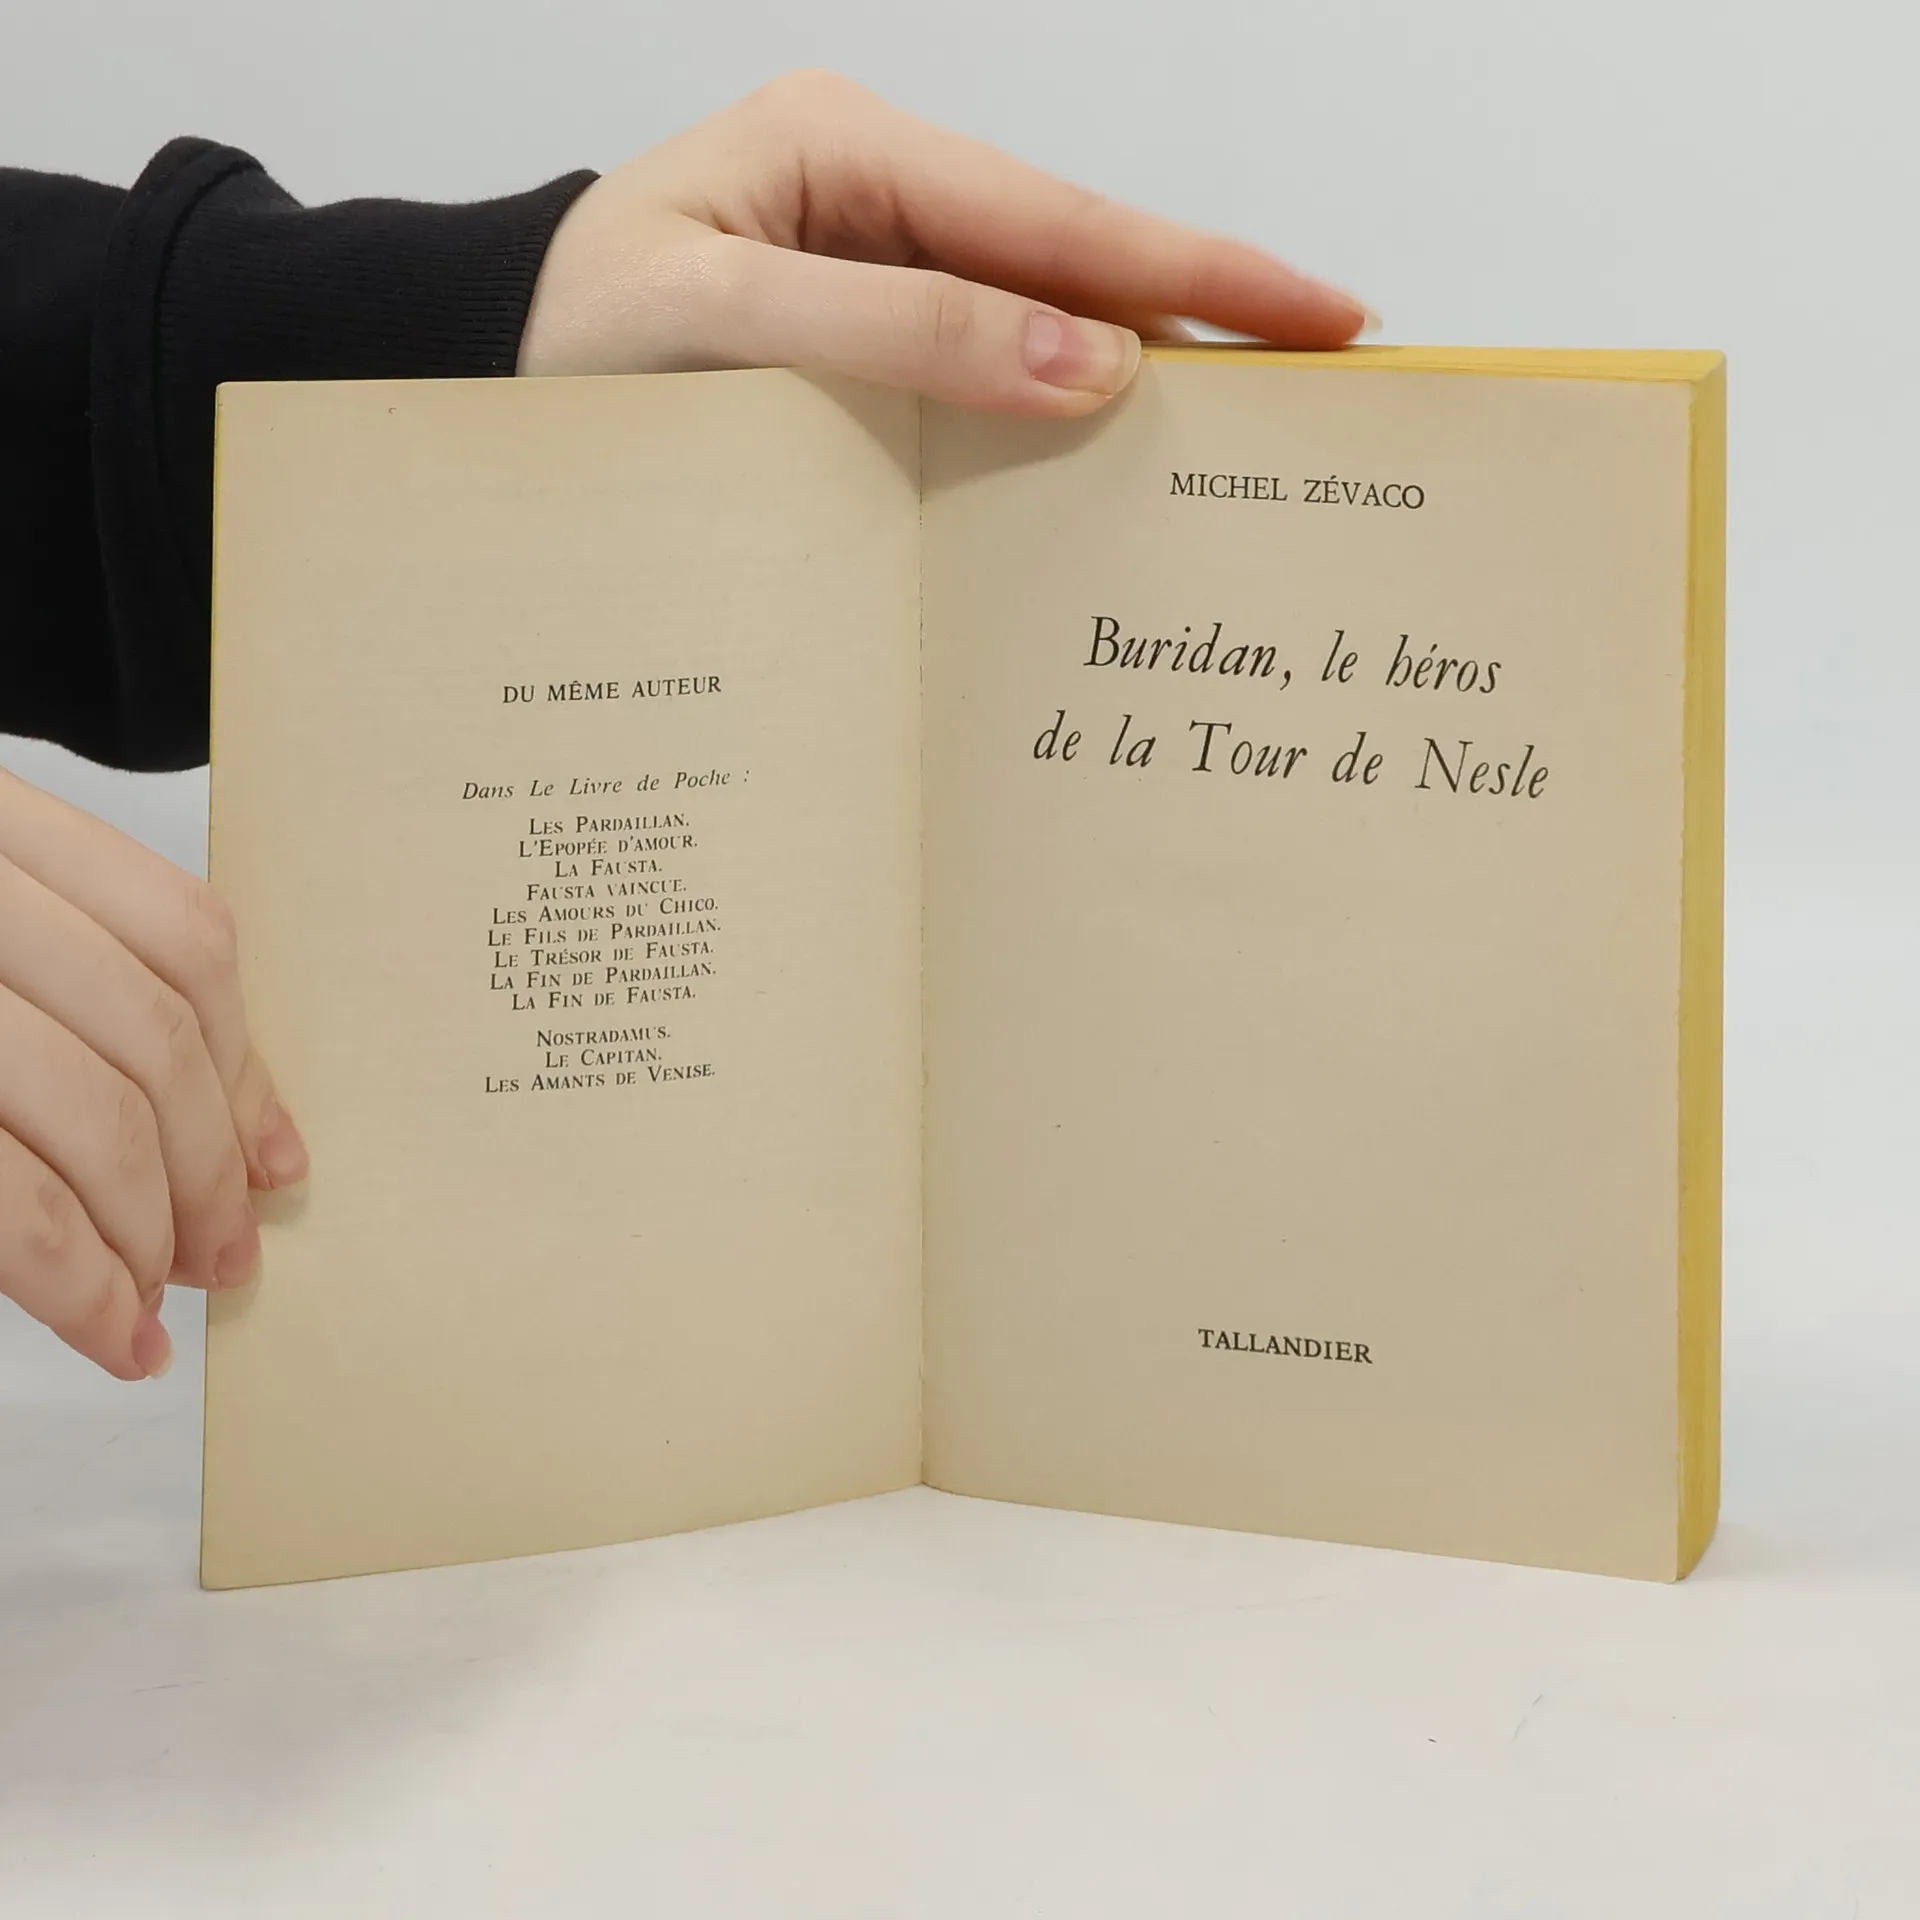 DU MÊME AUTEUR
Dans Le Livre de Poche :
LES PARDAILLAN.
L'EPOPÉE D'AMOUR.
LA FAUSTA.
FAUSTA VAINCUE.
LES AMOURS DU CHICO.
LE FILS DE PARDAILLAN.
LE TRÉSOR DE FAUSTA.
LA FIN DE PARDAILLAN.
LA FIN DE FAUSTA.
NOSTRADAMUS.
LE CAPITAN.
LES AMANTS DE VENISE.
MICHEL ZÉVACO
Buridan, le héros
de la Tour de Nesle
TALLANDIER